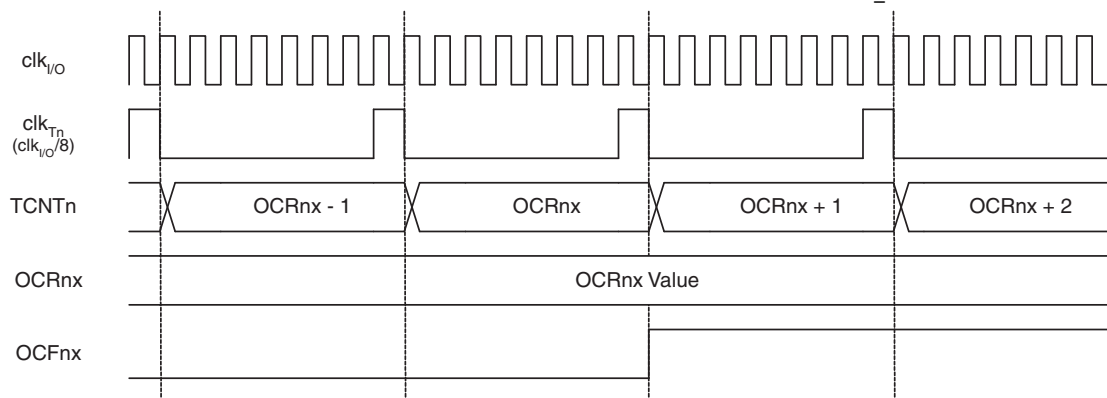 clkI/O
clkTn
(clkI/O/8)
TCNTn OCRnx - 1 OCRnx OCRnx + 1 OCRnx + 2
OCRnx OCRnx Value
OCFnx